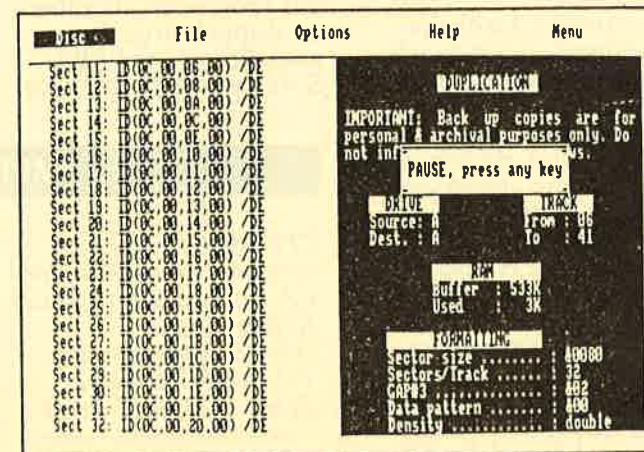 Disc File Options Help Menu
Sect 11: ID(0C,00,06,00) /DE
Sect 12: ID(0C,00,08,00) /DE
Sect 13: ID(0C,00,0A,00) /DE
Sect 14: ID(0C,00,0C,00) /DE
Sect 15: ID(0C,00,0E,00) /DE
Sect 16: ID(0C,00,10,00) /DE
Sect 17: ID(0C,00,11,00) /DE
Sect 18: ID(0C,00,12,00) /DE
Sect 19: ID(0C,00,13,00) /DE
Sect 20: ID(0C,00,14,00) /DE
Sect 21: ID(0C,00,15,00) /DE
Sect 22: ID(0C,00,16,00) /DE
Sect 23: ID(0C,00,17,00) /DE
Sect 24: ID(0C,00,18,00) /DE
Sect 25: ID(0C,00,19,00) /DE
Sect 26: ID(0C,00,1A,00) /DE
Sect 27: ID(0C,00,1B,00) /DE
Sect 28: ID(0C,00,1C,00) /DE
Sect 29: ID(0C,00,1D,00) /DE
Sect 30: ID(0C,00,1E,00) /DE
Sect 31: ID(0C,00,1F,00) /DE
Sect 32: ID(0C,00,20,00) /DE
DUPLICATION
IMPORTANT: Back up copies are for
personal & archival purposes only. Do
not inf ws.
PAUSE, press any key
DRIVE TRACK
Source: A From : 06
Dest. : A To : 41
RAM
Buffer : 533K
Used : 3K
FORMATTING
Sector size ........ : &0080
Sectors/Track ...... : 32
GAP#3 .............. : &02
Data pattern ....... : &00
Density ............ : double